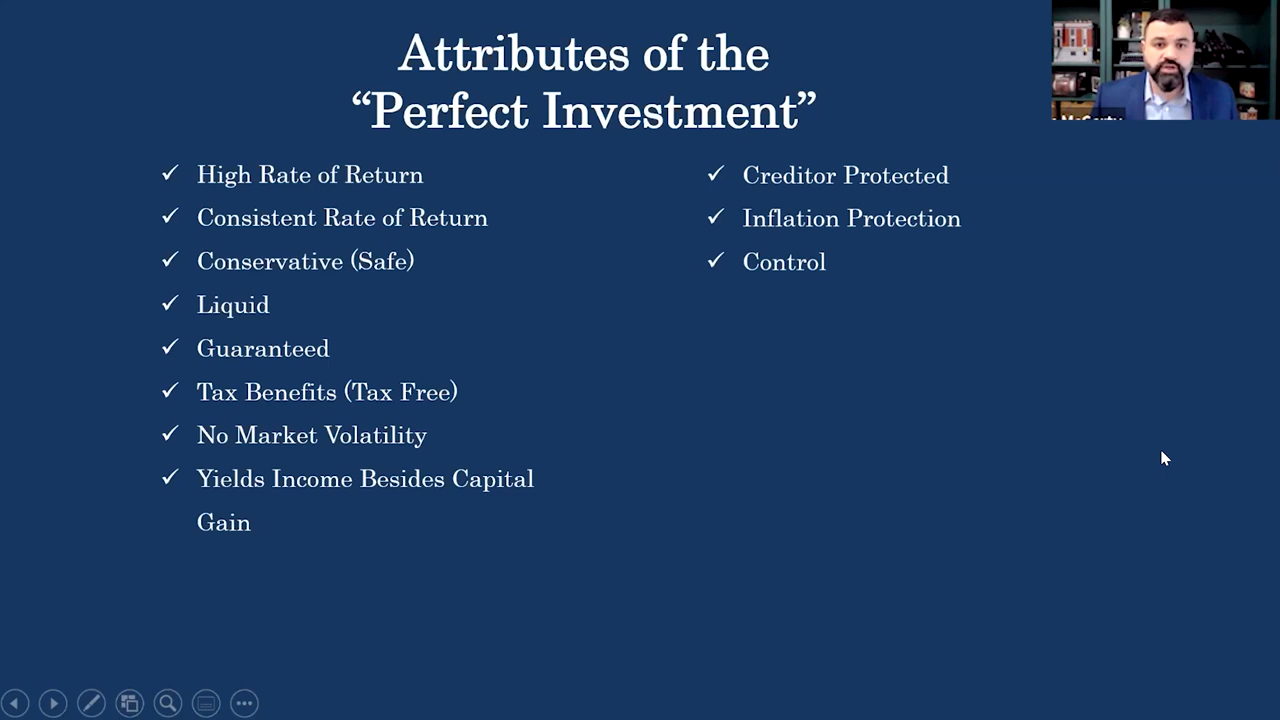 Attributes of the
“Perfect Investment”
High Rate of Return
Consistent Rate of Return
Conservative (Safe)
Liquid
Guaranteed
Tax Benefits (Tax Free)
No Market Volatility
Yields Income Besides Capital
Gain
Creditor Protected
Inflation Protection
Control